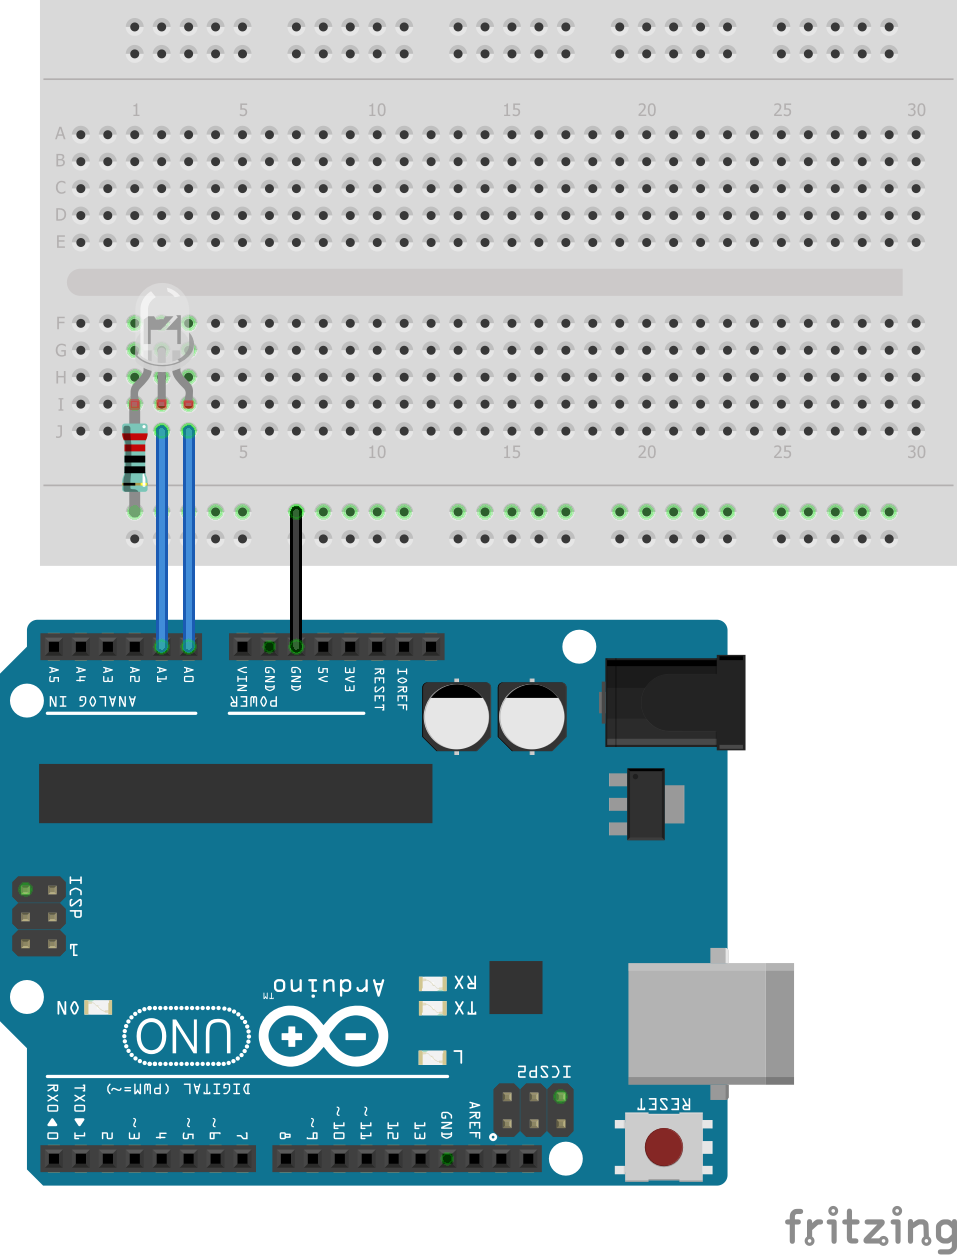 1 5 10 15 20 25 30
A
B
C
D
E
F
G
H
I
J
5 10 15 20 25 30
A5 A4 A3 A2 A1 A0 VIN GND GND 5V 3V3 RESET IOREF
ANALOG IN POWER
ICSP
1
ON
UNO
Arduino™
RX
TX
L
ICSP2
DIGITAL (PWM=~)
RESET
RX0◄0 TX0►1 2 ~3 4 ~5 ~6 7 8 ~9 ~10 ~11 12 13 GND AREF
fritzing